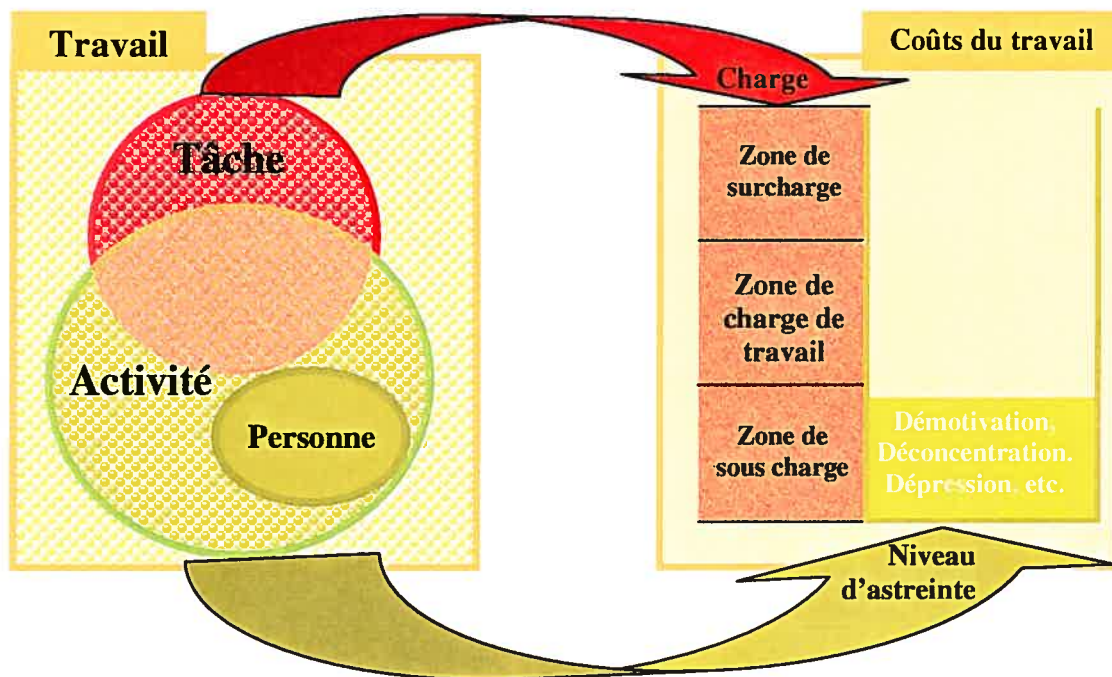 Travail
Tâche
Activité
Personne
Coûts du travail
Charge
Zone de
surcharge
Zone de
charge de
travail
Zone de
sous charge
Démotivation,
Déconcentration.
Dépression, etc.
Niveau
d'astreinte